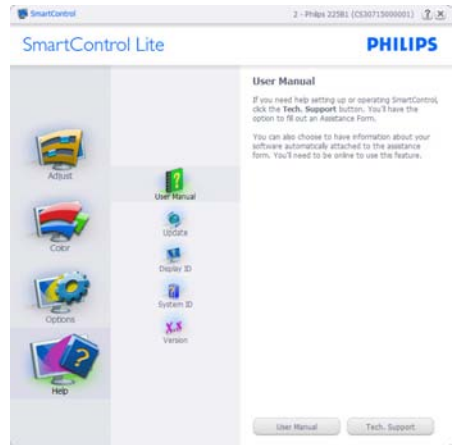 SmartControl
2 - Philips 225B1 (CS30715000001)
? X
SmartControl Lite
PHILIPS
Adjust
Color
Options
Help
User Manual
Update
Display ID
System ID
X.x
Version
User Manual
If you need help setting up or operating SmartControl,
click the Tech. Support button. You'll have the
option to fill out an Assistance Form.
You can also choose to have information about your
software automatically attached to the assistance
form. You'll need to be online to use this feature.
User Manual
Tech. Support